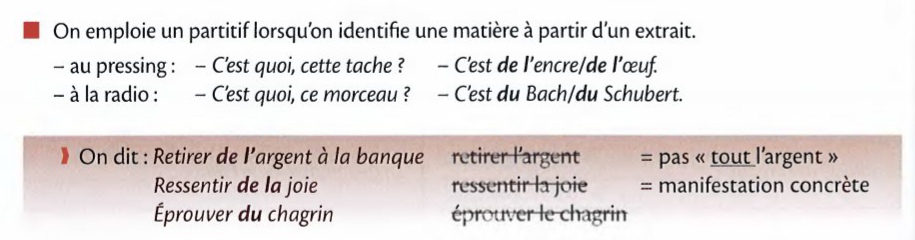 On emploie un partitif lorsqu'on identifie une matière à partir d'un extrait.
– au pressing : – C'est quoi, cette tache ? – C'est de l'encre/de l'œuf.
– à la radio : – C'est quoi, ce morceau ? – C'est du Bach/du Schubert.
On dit : Retirer de l'argent à la banque retirer l'argent = pas « tout l'argent »
Ressentir de la joie ressentir la joie = manifestation concrète
Éprouver du chagrin éprouver le chagrin